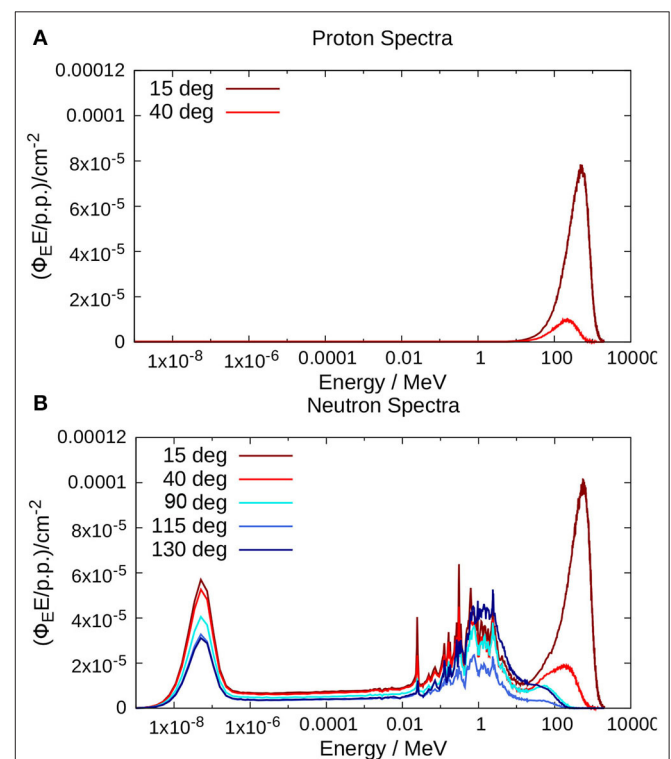 A
Proton Spectra
0.00012
0.0001
8x10-5
6x10-5
4x10-5
2x10-5
0
(ΦEE/p.p.)/cm-2
15 deg
40 deg
1x10-8 1x10-6 0.0001 0.01 1 100 10000
Energy / MeV
B
Neutron Spectra
0.00012
0.0001
8x10-5
6x10-5
4x10-5
2x10-5
0
(ΦEE/p.p.)/cm-2
15 deg
40 deg
90 deg
115 deg
130 deg
1x10-8 1x10-6 0.0001 0.01 1 100 10000
Energy / MeV